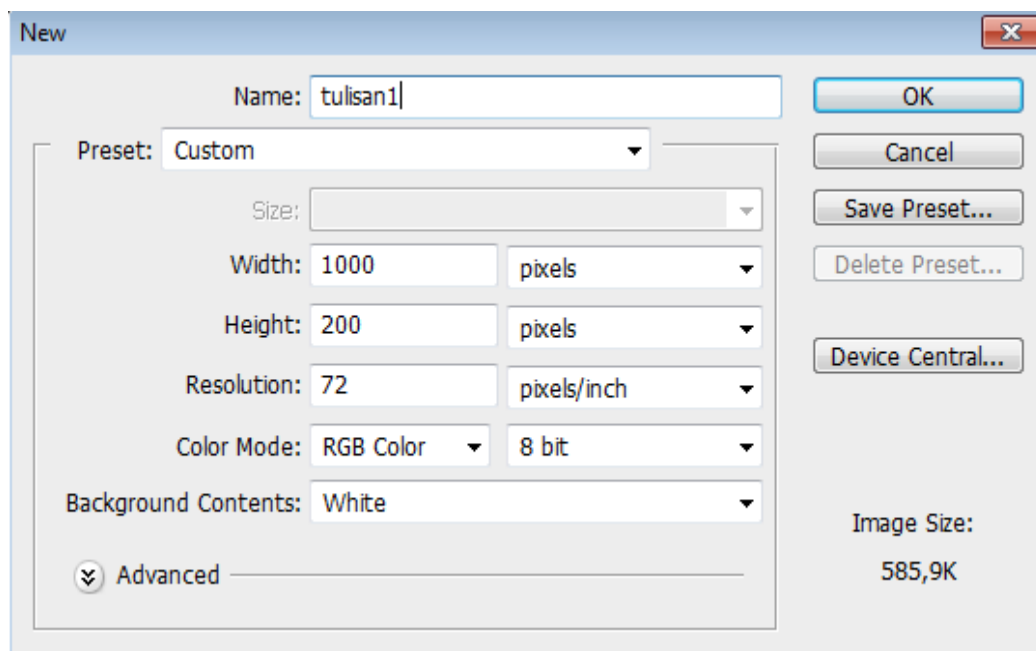 New
Name: tulisan1 OK
Preset: Custom Cancel
Size: Save Preset...
Width: 1000 pixels Delete Preset...
Height: 200 pixels
Device Central...
Resolution: 72 pixels/inch
Color Mode: RGB Color 8 bit
Background Contents: White
Image Size:
Advanced 585,9K